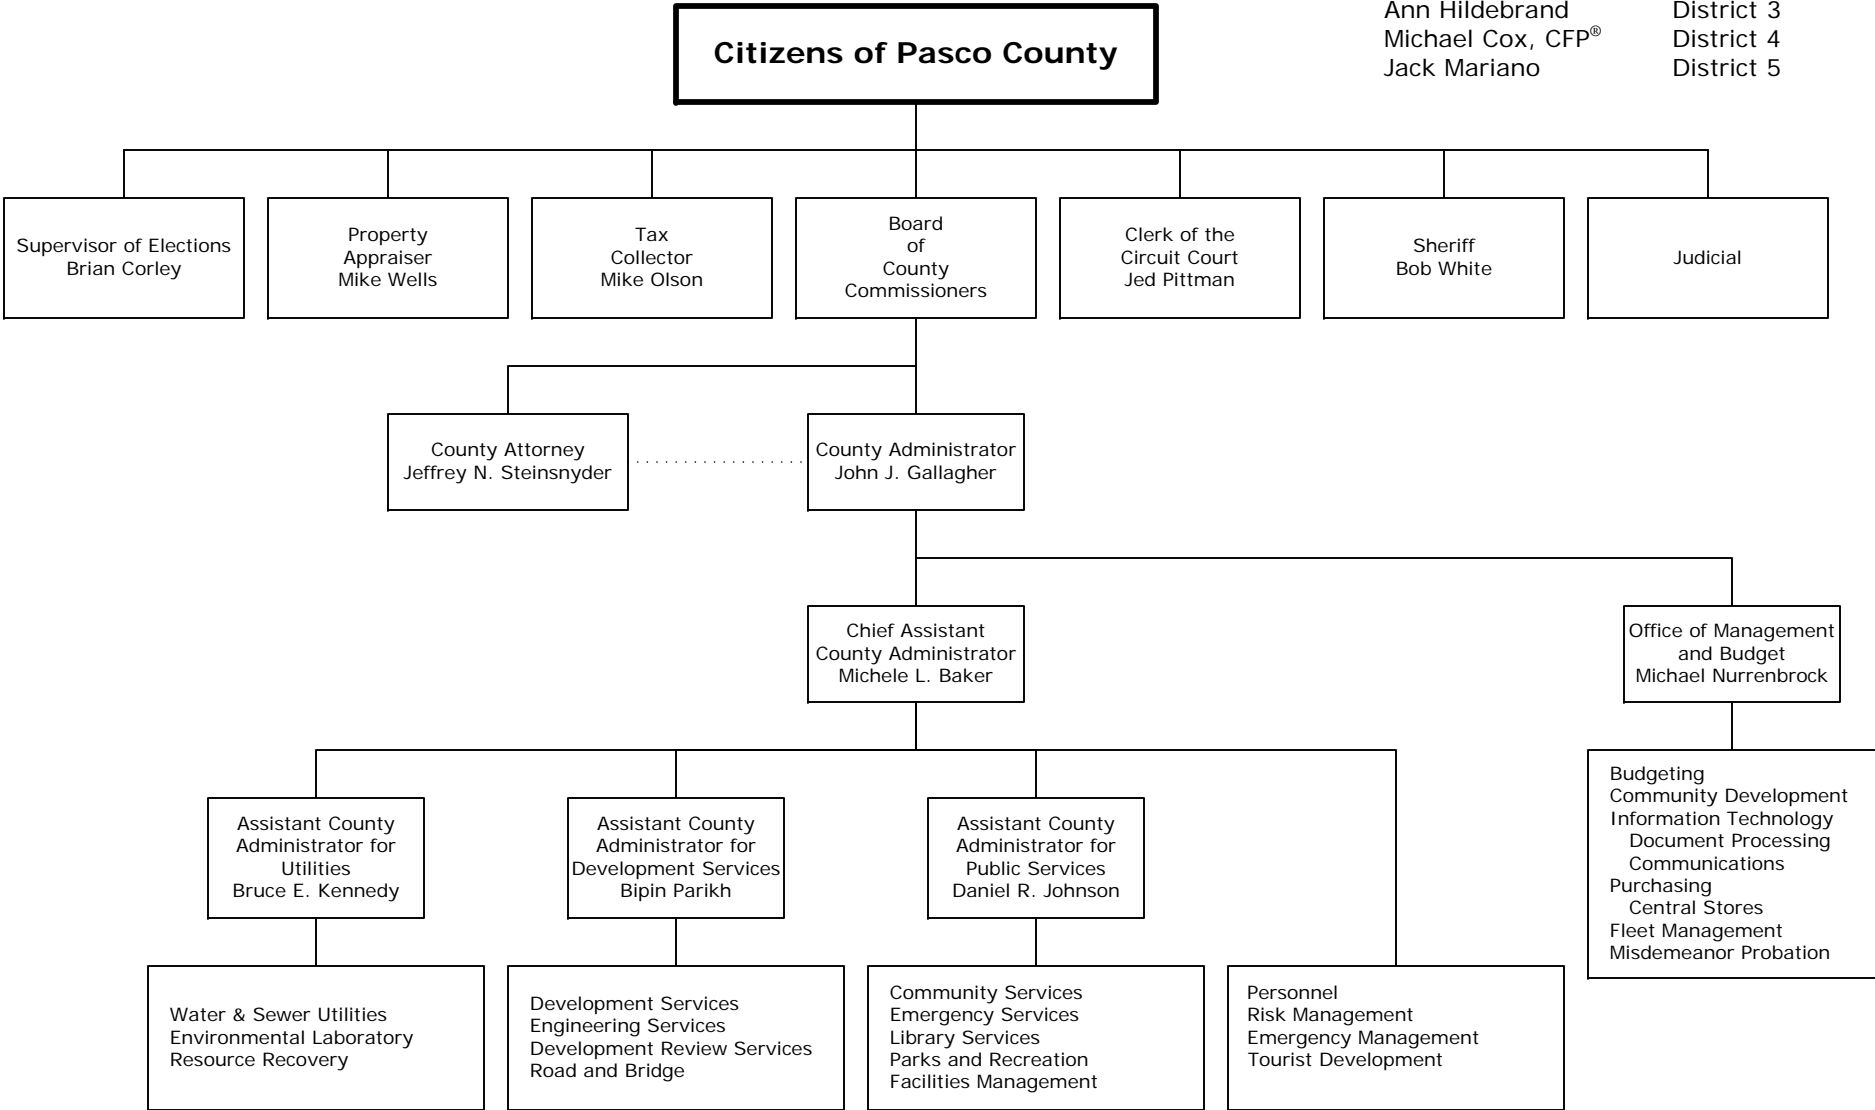 Ann Hildebrand District 3
Michael Cox, CFP® District 4
Jack Mariano District 5
Citizens of Pasco County
Supervisor of Elections
Brian Corley
Property
Appraiser
Mike Wells
Tax
Collector
Mike Olson
Board
of
County
Commissioners
Clerk of the
Circuit Court
Jed Pittman
Sheriff
Bob White
Judicial
County Attorney
Jeffrey N. Steinsnyder
County Administrator
John J. Gallagher
Chief Assistant
County Administrator
Michele L. Baker
Office of Management
and Budget
Michael Nurrenbrock
Assistant County
Administrator for
Utilities
Bruce E. Kennedy
Assistant County
Administrator for
Development Services
Bipin Parikh
Assistant County
Administrator for
Public Services
Daniel R. Johnson
Budgeting
Community Development
Information Technology
Document Processing
Communications
Purchasing
Central Stores
Fleet Management
Misdemeanor Probation
Water & Sewer Utilities
Environmental Laboratory
Resource Recovery
Development Services
Engineering Services
Development Review Services
Road and Bridge
Community Services
Emergency Services
Library Services
Parks and Recreation
Facilities Management
Personnel
Risk Management
Emergency Management
Tourist Development